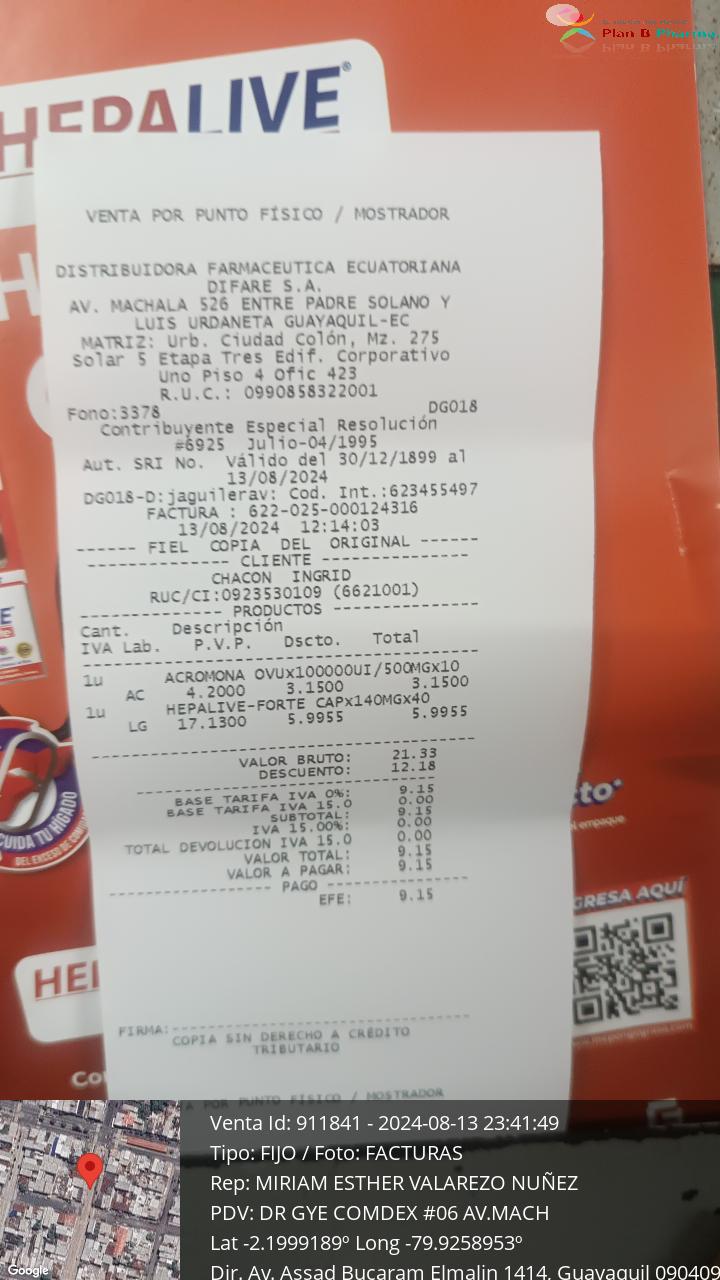 Plan B Pharma
HEPALIVE®
VENTA POR PUNTO FÍSICO / MOSTRADOR
DISTRIBUIDORA FARMACEUTICA ECUATORIANA
DIFARE S.A.
AV. MACHALA 526 ENTRE PADRE SOLANO Y
LUIS URDANETA GUAYAQUIL-EC
MATRIZ: Urb. Ciudad Colón, Mz. 275
Solar 5 Etapa Tres Edif. Corporativo
Uno Piso 4 Ofic 423
R.U.C.: 0990858322001
Fono:3378 DG018
Contribuyente Especial Resolución
#6925 Julio-04/1995
Aut. SRI No. Válido del 30/12/1899 al
13/08/2024
DG018-D:jaguilerav: Cod. Int.:623455497
FACTURA : 622-025-000124316
13/08/2024 12:14:03
------ FIEL COPIA DEL ORIGINAL ------
-------------- CLIENTE ---------------
CHACON INGRID
RUC/CI:0923530109 (6621001)
-------------- PRODUCTOS --------------
Cant. Descripción
IVA Lab. P.V.P. Dscto. Total
1u ACROMONA OVUx100000UI/500MGx10
AC 4.2000 3.1500 3.1500
1u HEPALIVE-FORTE CAPx140MGx40
LG 17.1300 5.9955 5.9955
VALOR BRUTO: 21.33
DESCUENTO: 12.18
BASE TARIFA IVA 0%: 9.15
BASE TARIFA IVA 15.0 0.00
SUBTOTAL: 9.15
IVA 15.00%: 0.00
TOTAL DEVOLUCION IVA 15.0 0.00
VALOR TOTAL: 9.15
VALOR A PAGAR: 9.15
----------------- PAGO -----------------
EFE: 9.15
FIRMA:-----------------------------
COPIA SIN DERECHO A CRÉDITO
TRIBUTARIO
A POR PUNTO FÍSICO / MOSTRADOR
CUIDA TU HÍGADO
empaque
GRESA AQUÍ
HEI
Venta Id: 911841 - 2024-08-13 23:41:49
Tipo: FIJO / Foto: FACTURAS
Rep: MIRIAM ESTHER VALAREZO NUÑEZ
PDV: DR GYE COMDEX #06 AV.MACH
Lat -2.1999189º Long -79.9258953º
Dir. Av. Assad Bucaram Elmalin 1414, Guayaquil 090409
Google